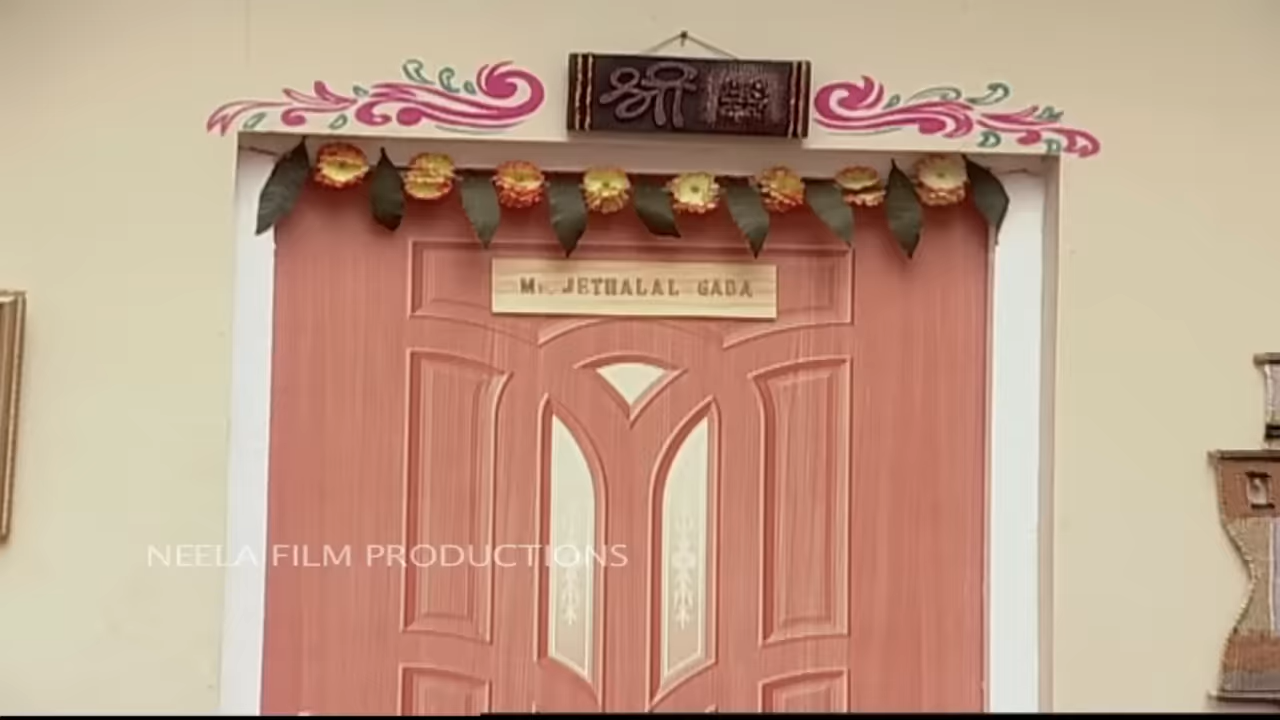 श्री
Mr. JETHALAL GADA
NEELA FILM PRODUCTIONS